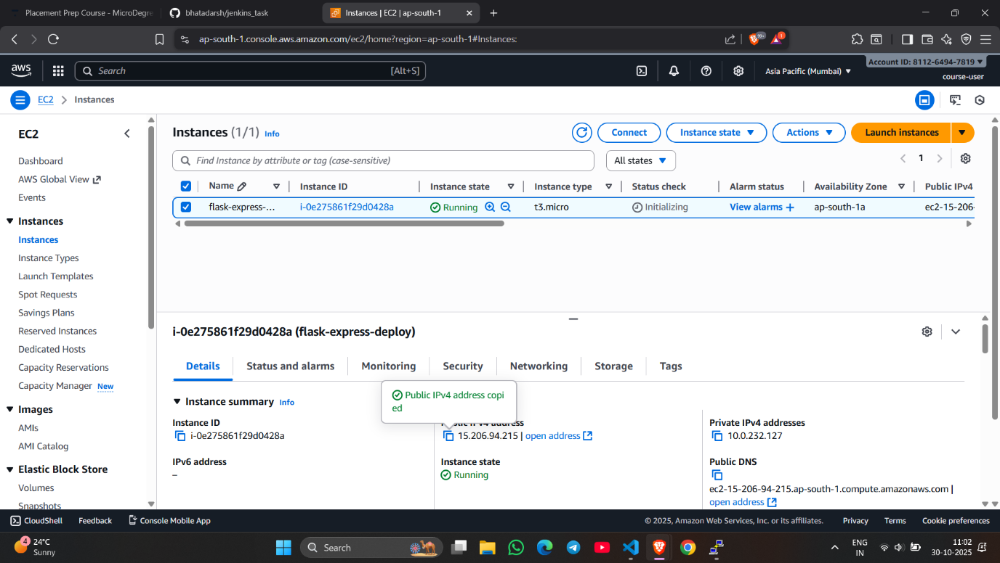 Placement Prep Course - MicroDegre
bhatadarsh/jenkins_task
Instances | EC2 | ap-south-1
ap-south-1.console.aws.amazon.com/ec2/home?region=ap-south-1#Instances:
99+
1
aws
Search
[Alt+S]
Asia Pacific (Mumbai)
Account ID: 8112-6494-7819
course-user
EC2
Instances
EC2
Dashboard
AWS Global View
Events
Instances
Instances
Instance Types
Launch Templates
Spot Requests
Savings Plans
Reserved Instances
Dedicated Hosts
Capacity Reservations
Capacity Manager New
Images
AMIs
AMI Catalog
Elastic Block Store
Volumes
Snapshots
Instances (1/1) Info
Connect
Instance state
Actions
Launch instances
Find Instance by attribute or tag (case-sensitive)
All states
1
Name
Instance ID
Instance state
Instance type
Status check
Alarm status
Availability Zone
Public IPv4
flask-express-...
i-0e275861f29d0428a
Running
t3.micro
Initializing
View alarms
ap-south-1a
ec2-15-206-
i-0e275861f29d0428a (flask-express-deploy)
Details
Status and alarms
Monitoring
Security
Networking
Storage
Tags
Instance summary Info
Public IPv4 address copi
ed
Instance ID
i-0e275861f29d0428a
Public IPv4 address
15.206.94.215 | open address
Private IPv4 addresses
10.0.232.127
IPv6 address
–
Instance state
Running
Public DNS
ec2-15-206-94-215.ap-south-1.compute.amazonaws.com |
open address
CloudShell
Feedback
Console Mobile App
© 2025, Amazon Web Services, Inc. or its affiliates.
Privacy
Terms
Cookie preferences
4
24°C
Sunny
Search
ENG
IN
11:02
30-10-2025